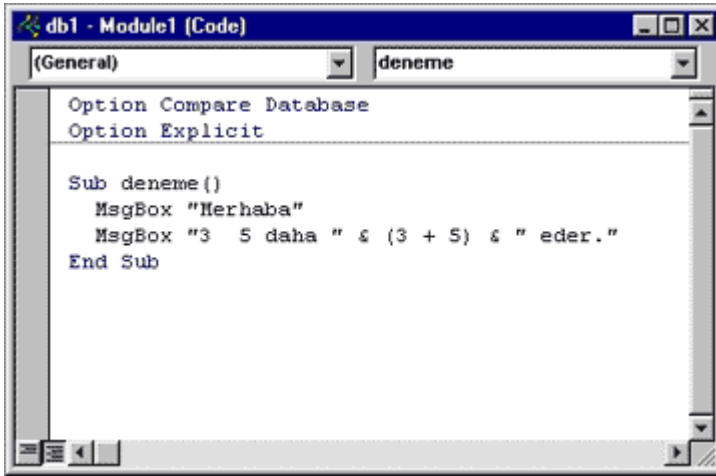 db1 - Module1 (Code)
(General) deneme
Option Compare Database
Option Explicit
Sub deneme()
MsgBox "Merhaba"
MsgBox "3  5 daha " & (3 + 5) & " eder."
End Sub